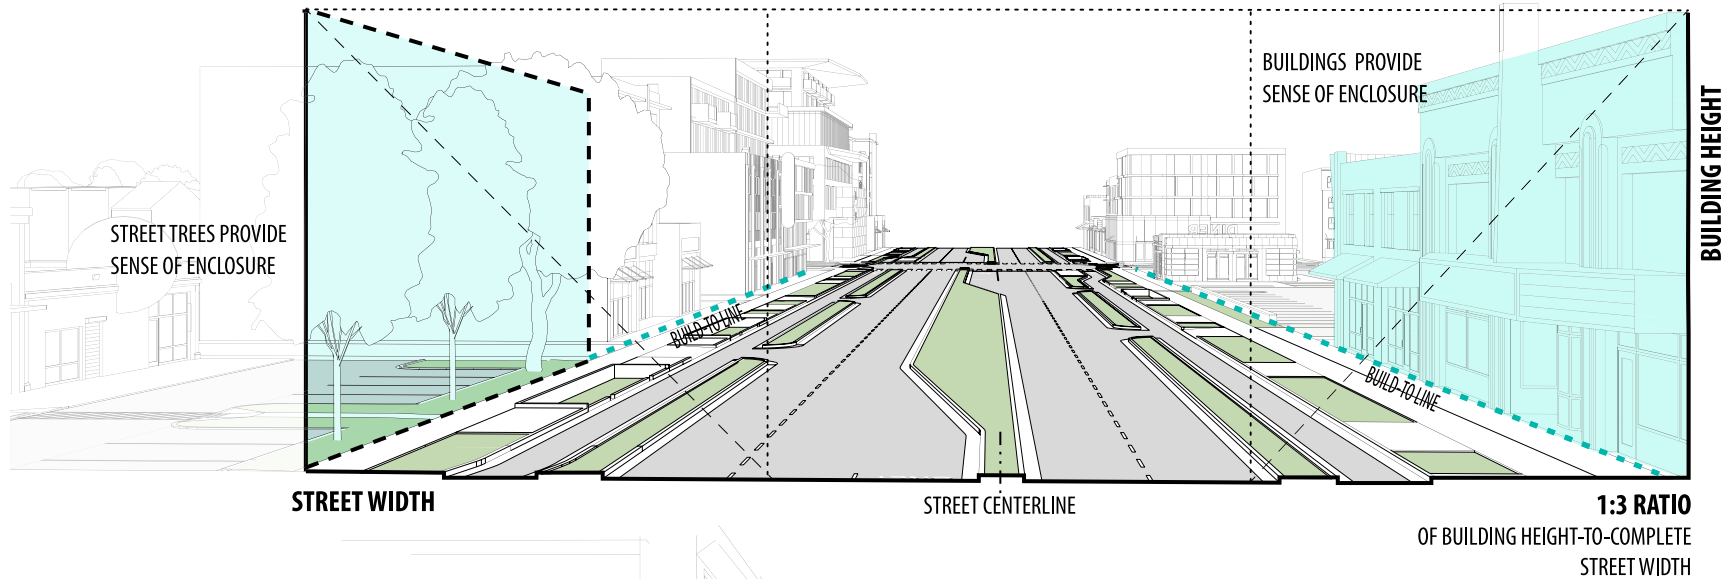 BUILDINGS PROVIDE
SENSE OF ENCLOSURE
BUILDING HEIGHT
STREET TREES PROVIDE
SENSE OF ENCLOSURE
DINER
BUILD-TO LINE
BUILD-TO LINE
STREET WIDTH
STREET CENTERLINE
1:3 RATIO
OF BUILDING HEIGHT-TO-COMPLETE
STREET WIDTH